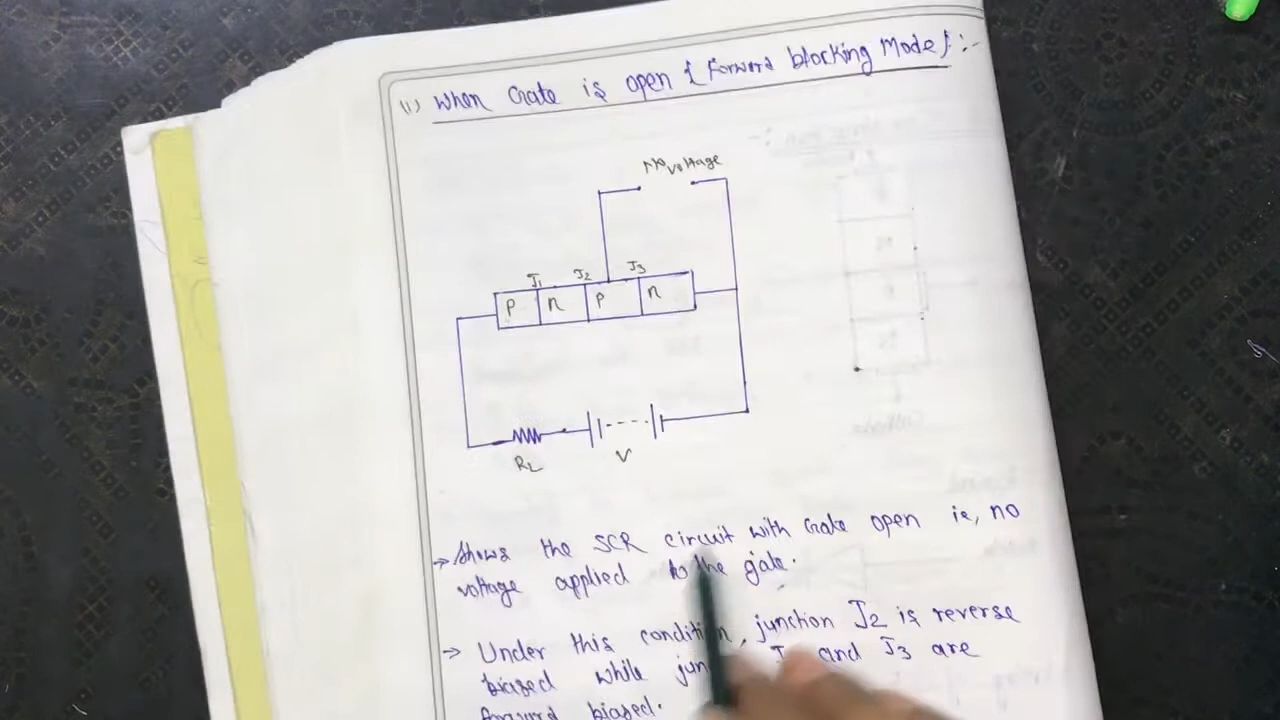 (1) When Gate is open { Forward blocking Mode } :-
No voltage
J1 J2 J3
P n P n
RL V
→ Shows the SCR circuit with Gate open ie, no
voltage applied to the gate.
→ Under this condition, junction J2 is reverse
biased while J and J3 are
forward biased.